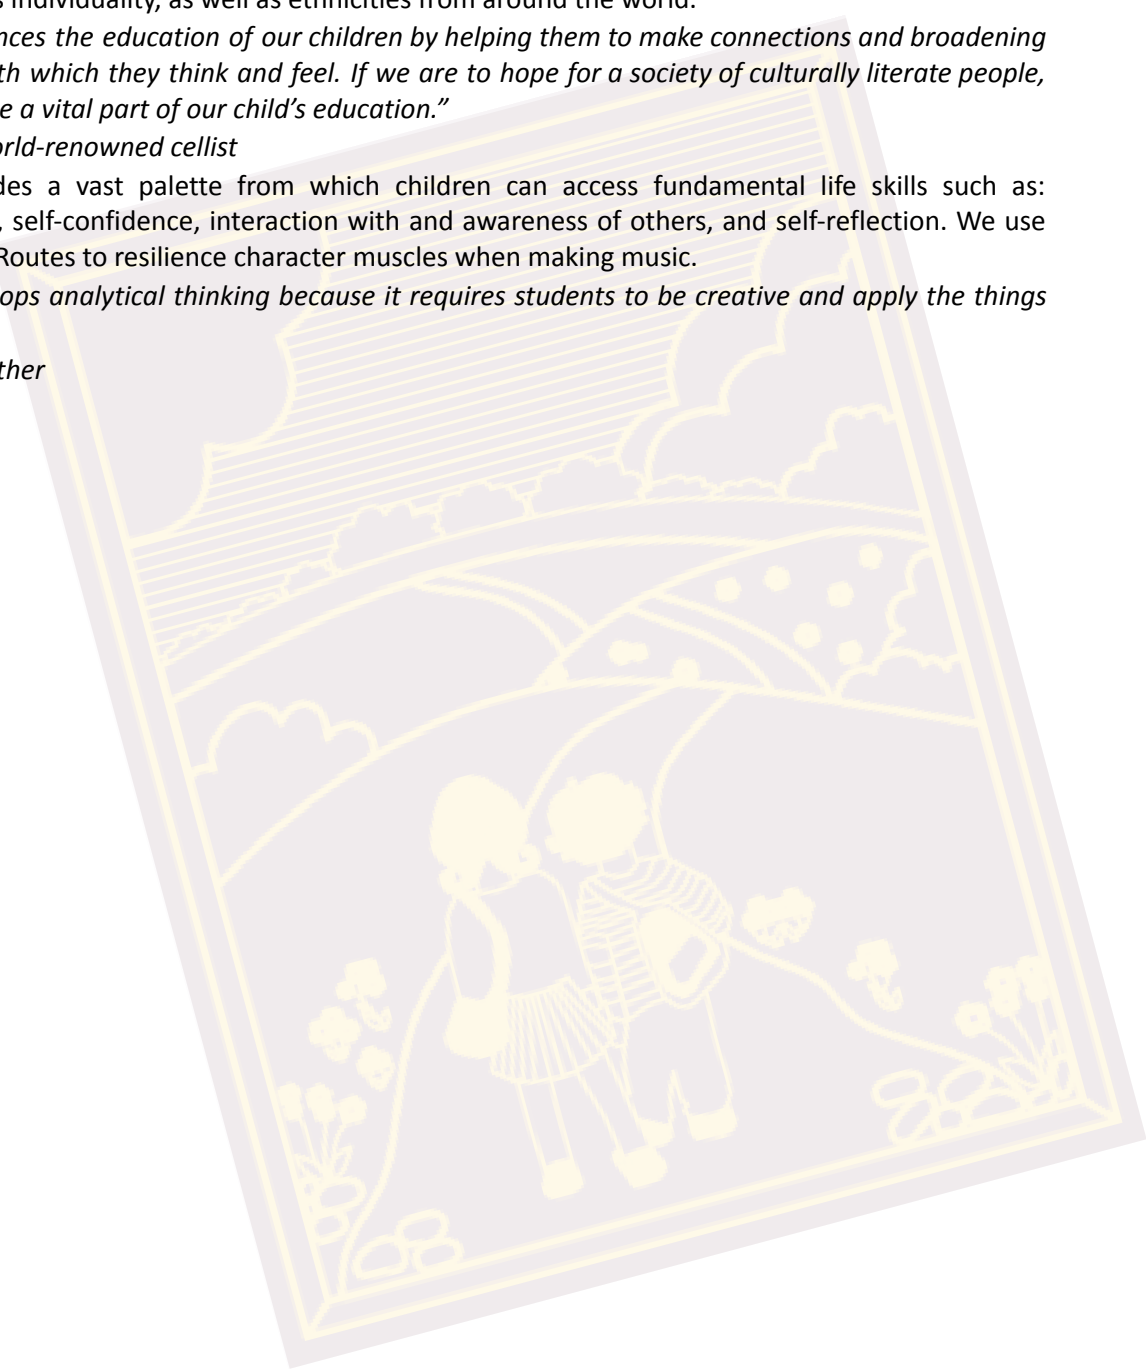 s individuality, as well as ethnicities from around the world.
nces the education of our children by helping them to make connections and broadening
th which they think and feel. If we are to hope for a society of culturally literate people,
e a vital part of our child’s education.”
orld-renowned cellist
des a vast palette from which children can access fundamental life skills such as:
, self-confidence, interaction with and awareness of others, and self-reflection. We use
Routes to resilience character muscles when making music.
ops analytical thinking because it requires students to be creative and apply the things
ther